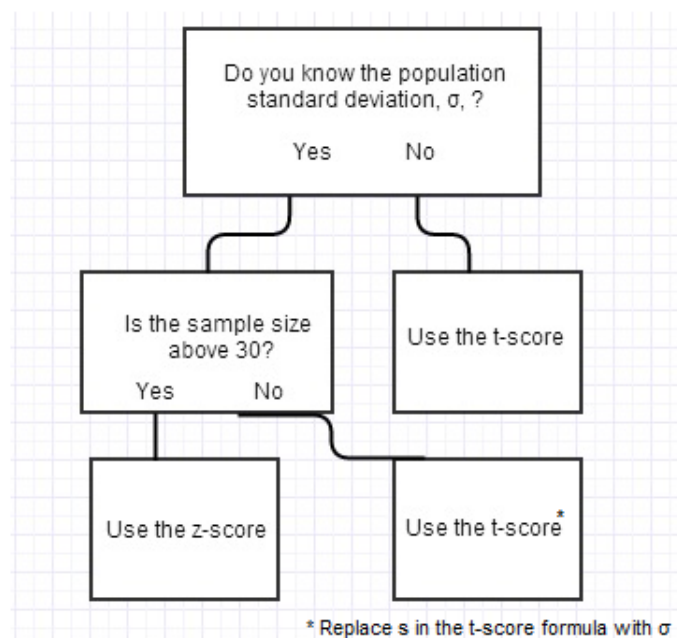 Do you know the population
standard deviation, σ, ?
Yes No
Is the sample size
above 30?
Yes No
Use the t-score
Use the z-score
Use the t-score*
* Replace s in the t-score formula with σ